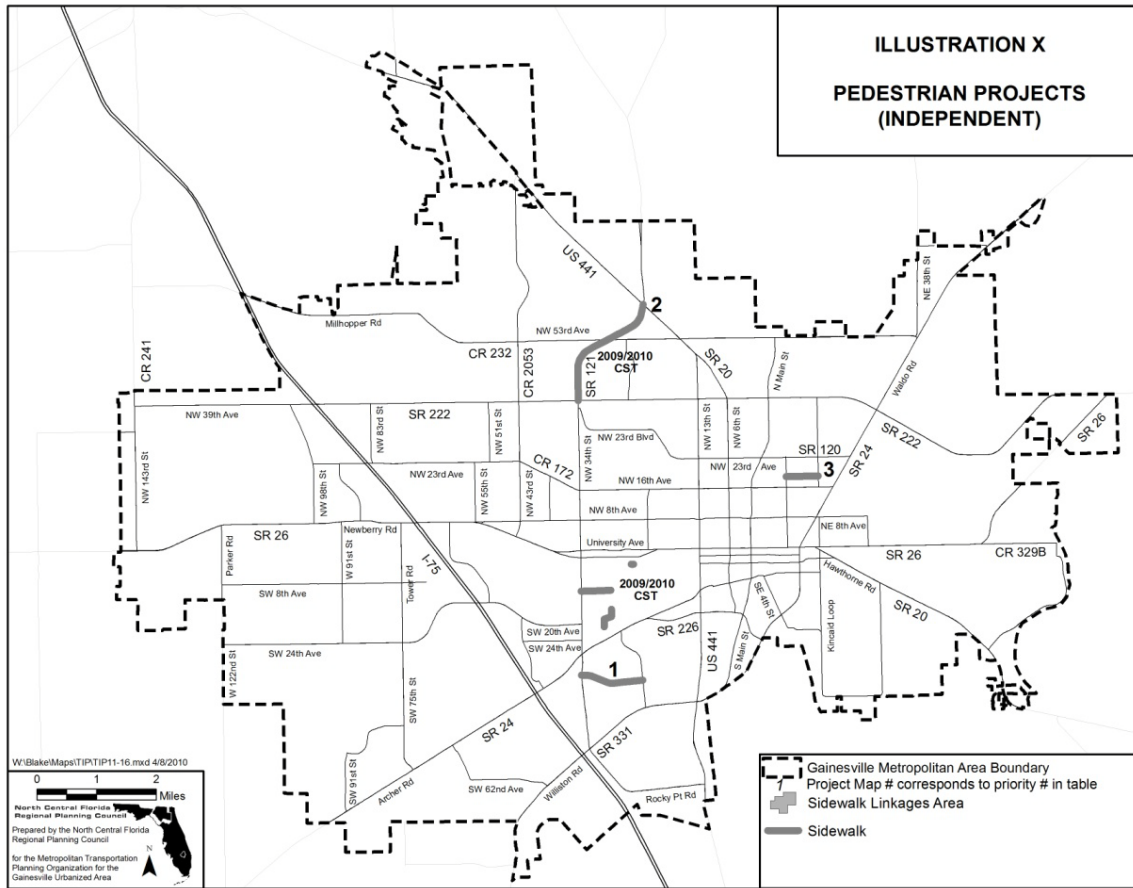 ILLUSTRATION X
PEDESTRIAN PROJECTS
(INDEPENDENT)
US 441
NE 38th St
2
Millhopper Rd
NW 53rd Ave
CR 232
CR 241
CR 2053
SR 121
2009/2010
CST
SR 20
N Main St
Waldo Rd
NW 39th Ave
SR 222
NW 83rd St
NW 51st St
NW 34th St
NW 23rd Blvd
NW 13th St
NW 6th St
SR 120
SR 24
SR 222
SR 26
NW 143rd St
NW 98th St
NW 23rd Ave
NW 55th St
NW 43rd St
CR 172
NW 16th Ave
NW 23rd Ave
3
NW 8th Ave
NE 8th Ave
SR 26
Newberry Rd
University Ave
SR 26
CR 329B
Parker Rd
W 91st St
Tower Rd
I-75
SW 8th Ave
2009/2010
CST
Hawthorne Rd
SR 20
SE 4th St
Kincaid Loop
SW 20th Ave
SW 24th Ave
SR 226
US 441
S Main St
SW 24th Ave
W 122nd St
SW 75th St
1
SR 24
SR 331
SW 91st St
Archer Rd
SW 62nd Ave
Williston Rd
Rocky Pt Rd
W:\Blake\Maps\TIP\TIP11-16.mxd 4/8/2010
0 1 2
Miles
North Central Florida
Regional Planning Council
Prepared by the North Central Florida
Regional Planning Council
for the Metropolitan Transportation
Planning Organization for the
Gainesville Urbanized Area
N
Gainesville Metropolitan Area Boundary
1 Project Map # corresponds to priority # in table
Sidewalk Linkages Area
Sidewalk